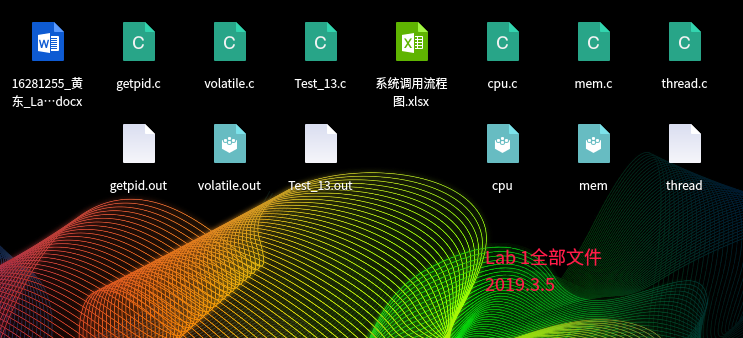 16281255_黄 getpid.c volatile.c Test_13.c 系统调用流程 cpu.c mem.c thread.c
东_La…docx 图.xlsx
getpid.out volatile.out Test_13.out cpu mem thread
Lab 1全部文件
2019.3.5